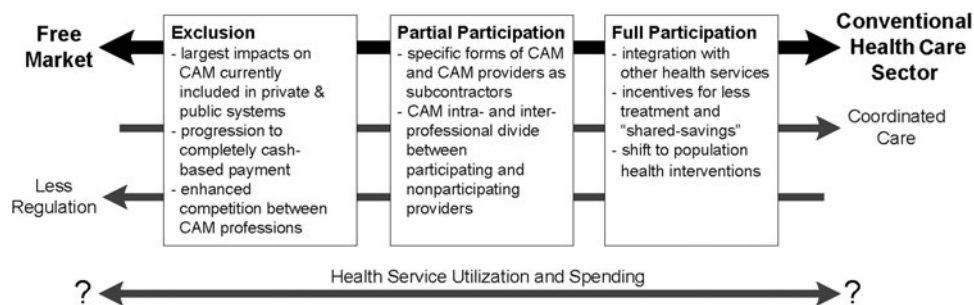 Free
Market
Exclusion
- largest impacts on
CAM currently
included in private &
public systems
- progression to
completely cash-
based payment
- enhanced
competition between
CAM professions
Partial Participation
- specific forms of CAM
and CAM providers as
subcontractors
- CAM intra- and inter-
professional divide
between
participating and
nonparticipating
providers
Full Participation
- integration with
other health services
- incentives for less
treatment and
“shared-savings”
- shift to population
health interventions
Conventional
Health Care
Sector
Coordinated
Care
Less
Regulation
Health Service Utilization and Spending
?
?